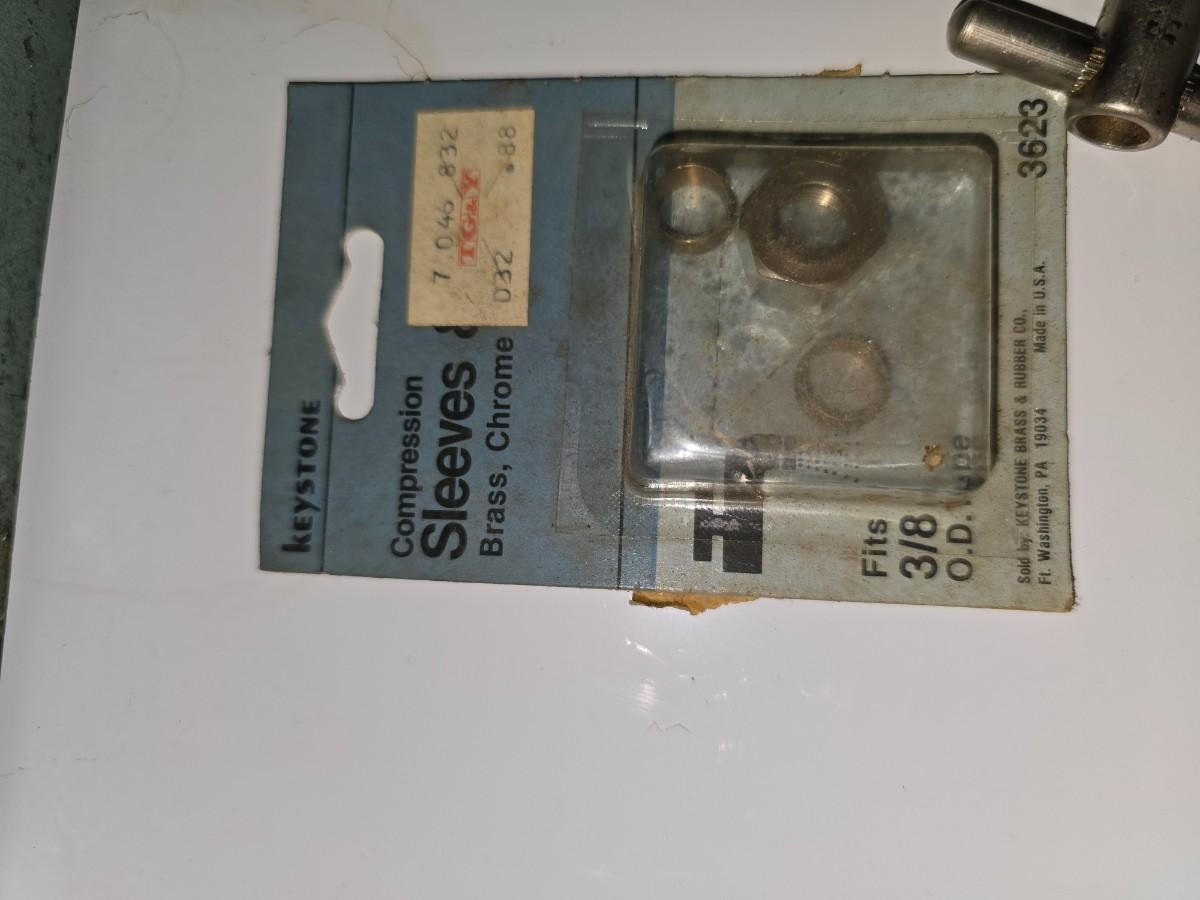 KEYSTONE
7 046 832
TG&Y
D32 .88
Compression
Sleeves &
Brass, Chrome
Fits
3/8
O.D.
Sold by: KEYSTONE BRASS & RUBBER CO.,
Ft. Washington, PA 19034 Made in U.S.A.
3623